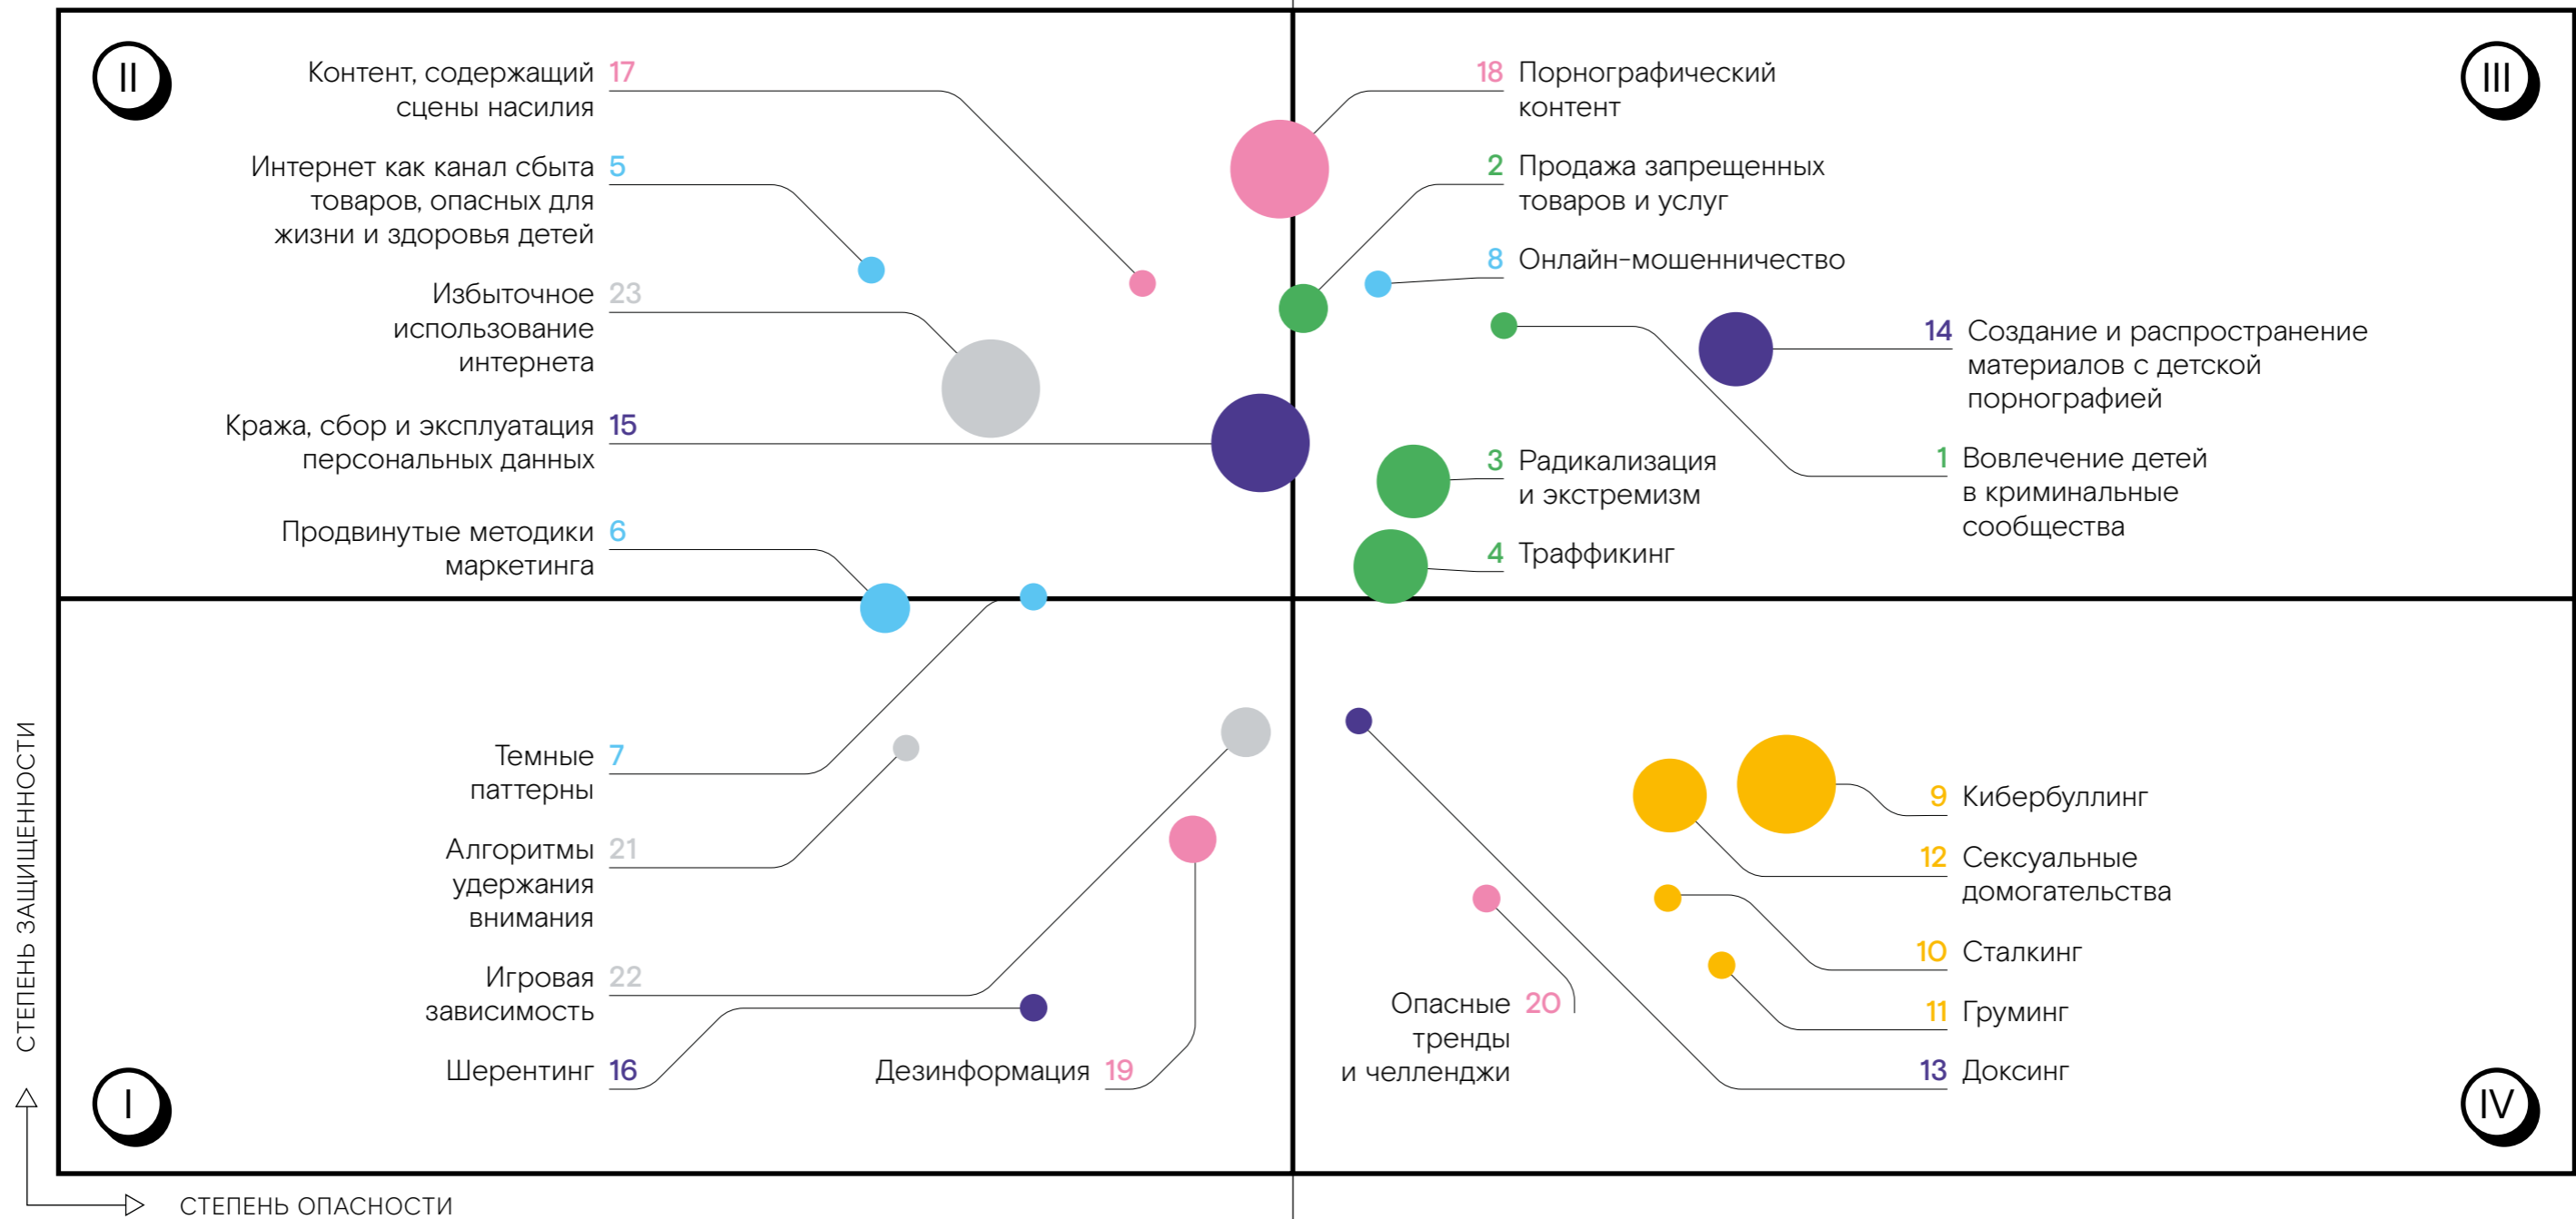 II
Контент, содержащий 17
сцены насилия
Интернет как канал сбыта 5
товаров, опасных для
жизни и здоровья детей
Избыточное 23
использование
интернета
Кража, сбор и эксплуатация 15
персональных данных
Продвинутые методики 6
маркетинга
18 Порнографический
контент
2 Продажа запрещенных
товаров и услуг
8 Онлайн-мошенничество
14 Создание и распространение
материалов с детской
порнографией
3 Радикализация
и экстремизм
1 Вовлечение детей
в криминальные
сообщества
4 Траффикинг
III
Темные 7
паттерны
Алгоритмы 21
удержания
внимания
Игровая 22
зависимость
Шерентинг 16
Дезинформация 19
I
9 Кибербуллинг
12 Сексуальные
домогательства
10 Сталкинг
Опасные 20
тренды
и челленджи
11 Груминг
13 Доксинг
IV
СТЕПЕНЬ ЗАЩИЩЕННОСТИ
СТЕПЕНЬ ОПАСНОСТИ